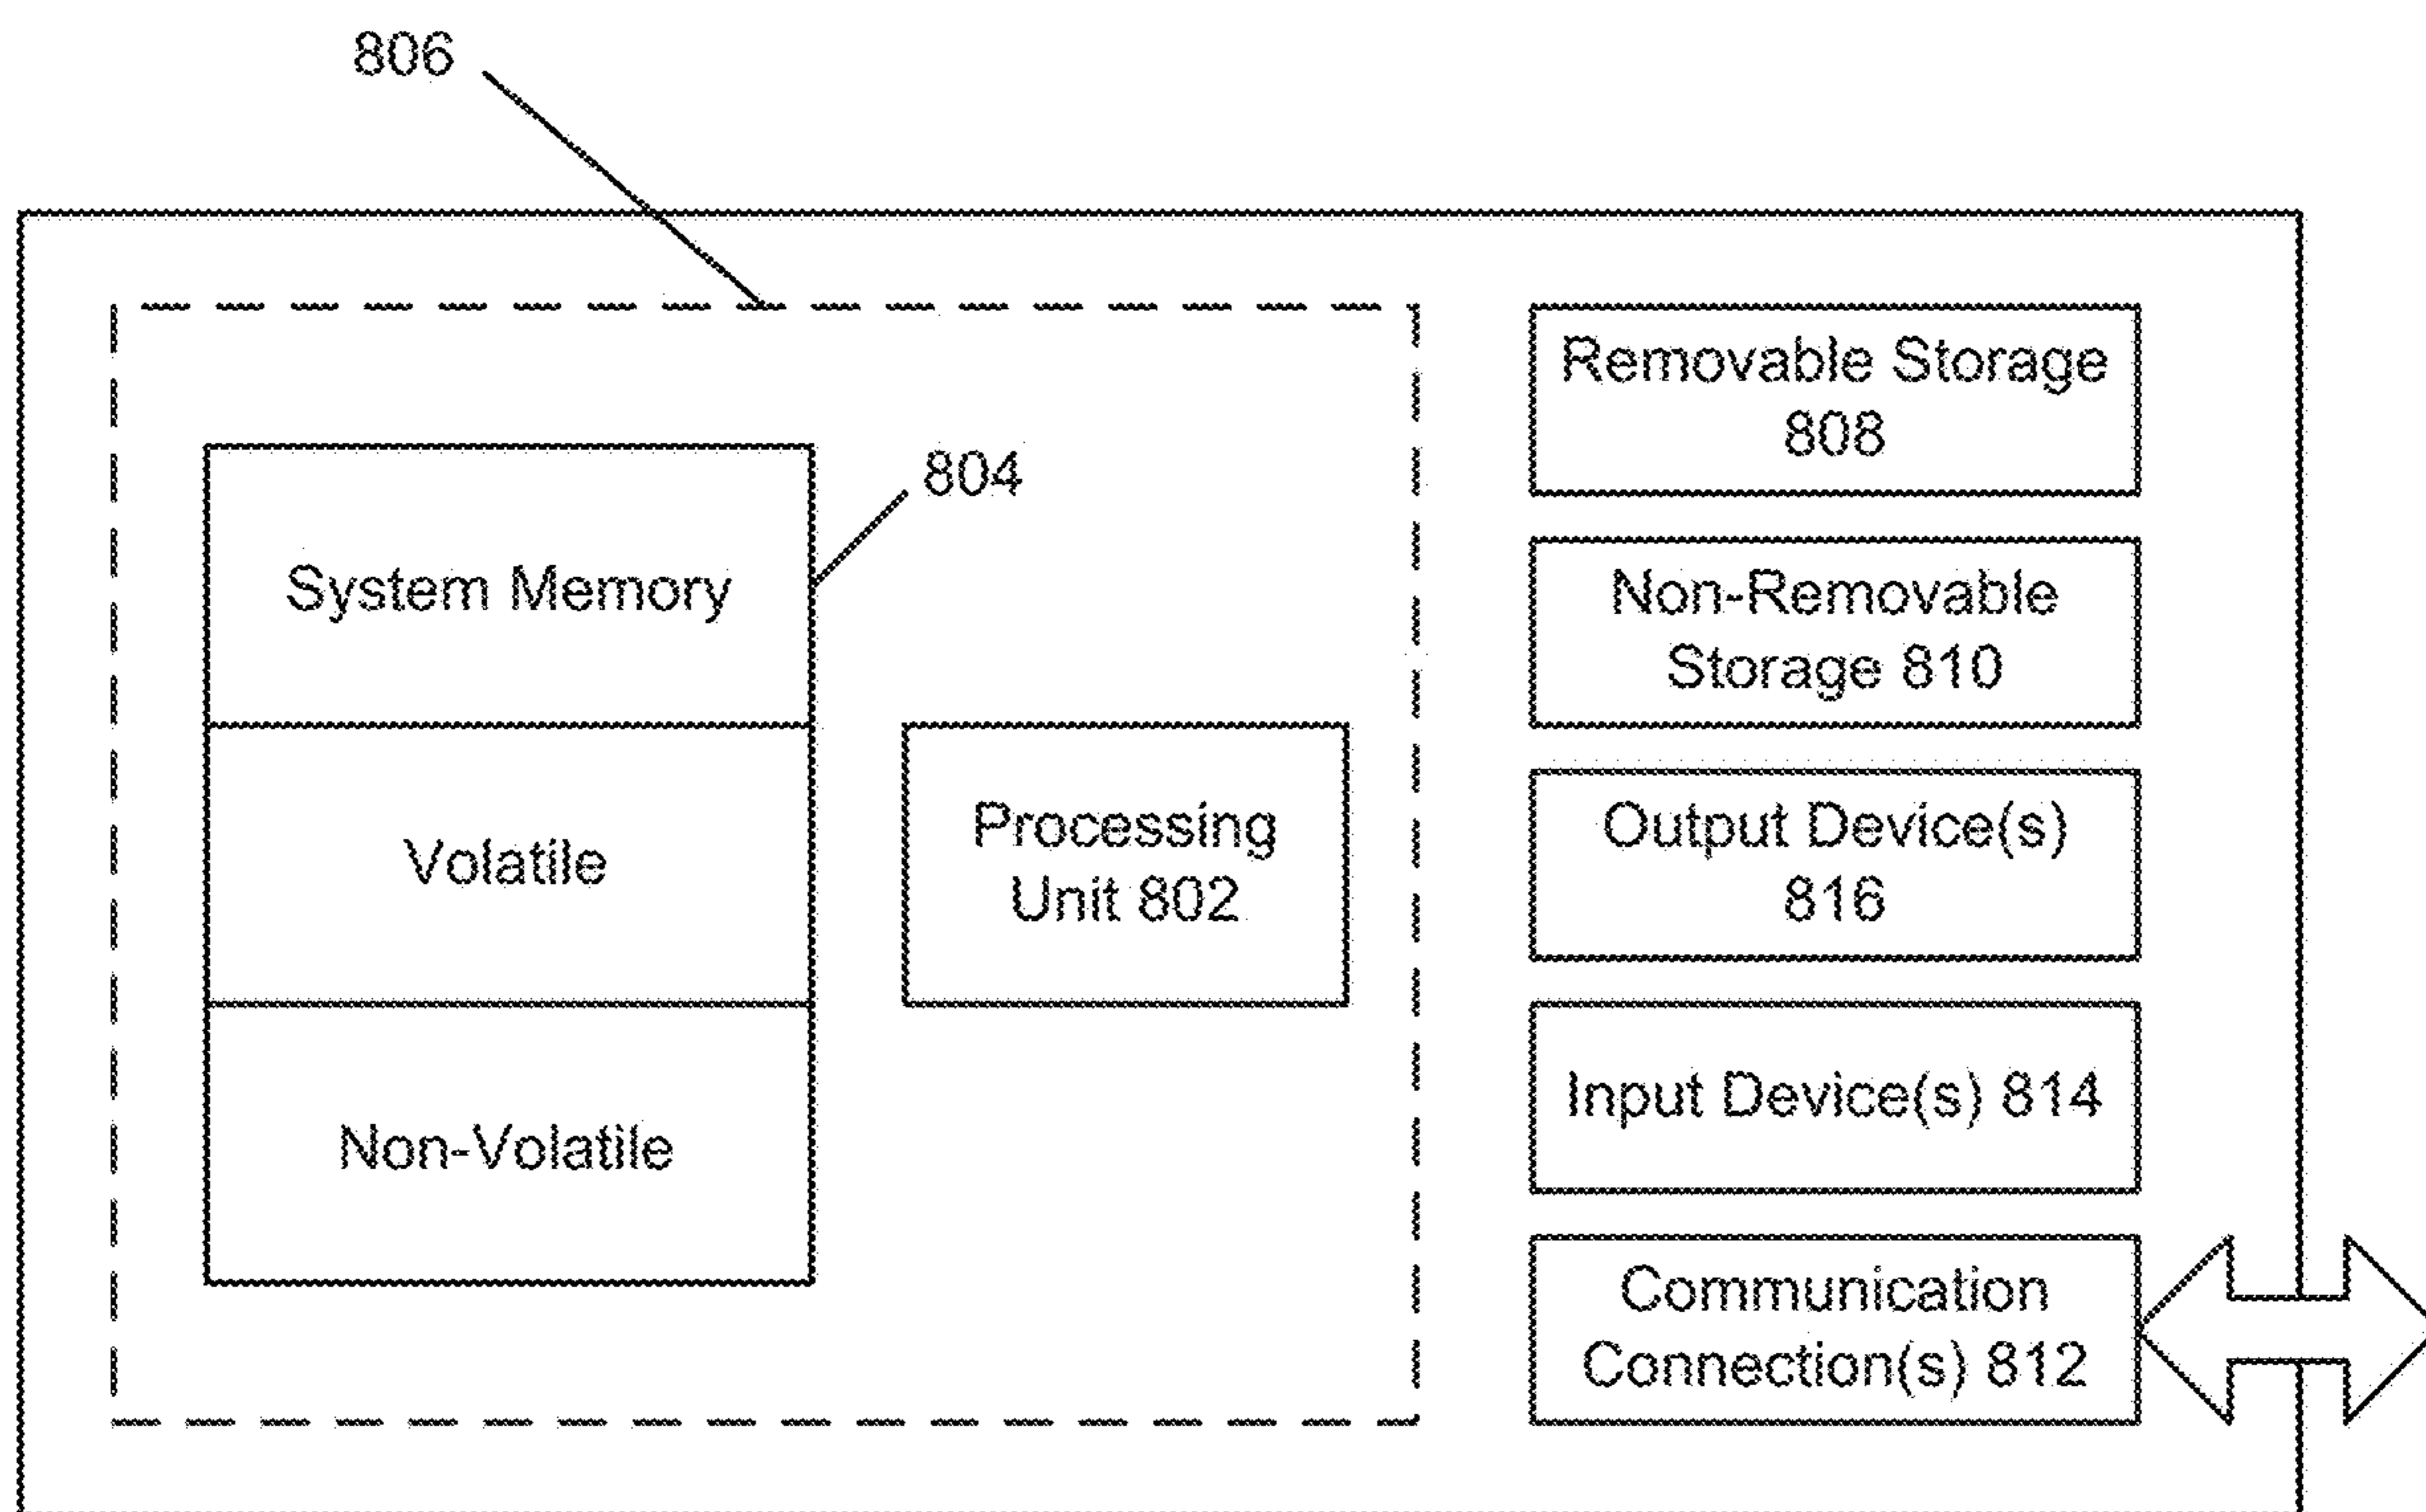 806
804
System Memory
Volatile
Non-Volatile
Processing
Unit 802
Removable Storage
808
Non-Removable
Storage 810
Output Device(s)
816
Input Device(s) 814
Communication
Connection(s) 812